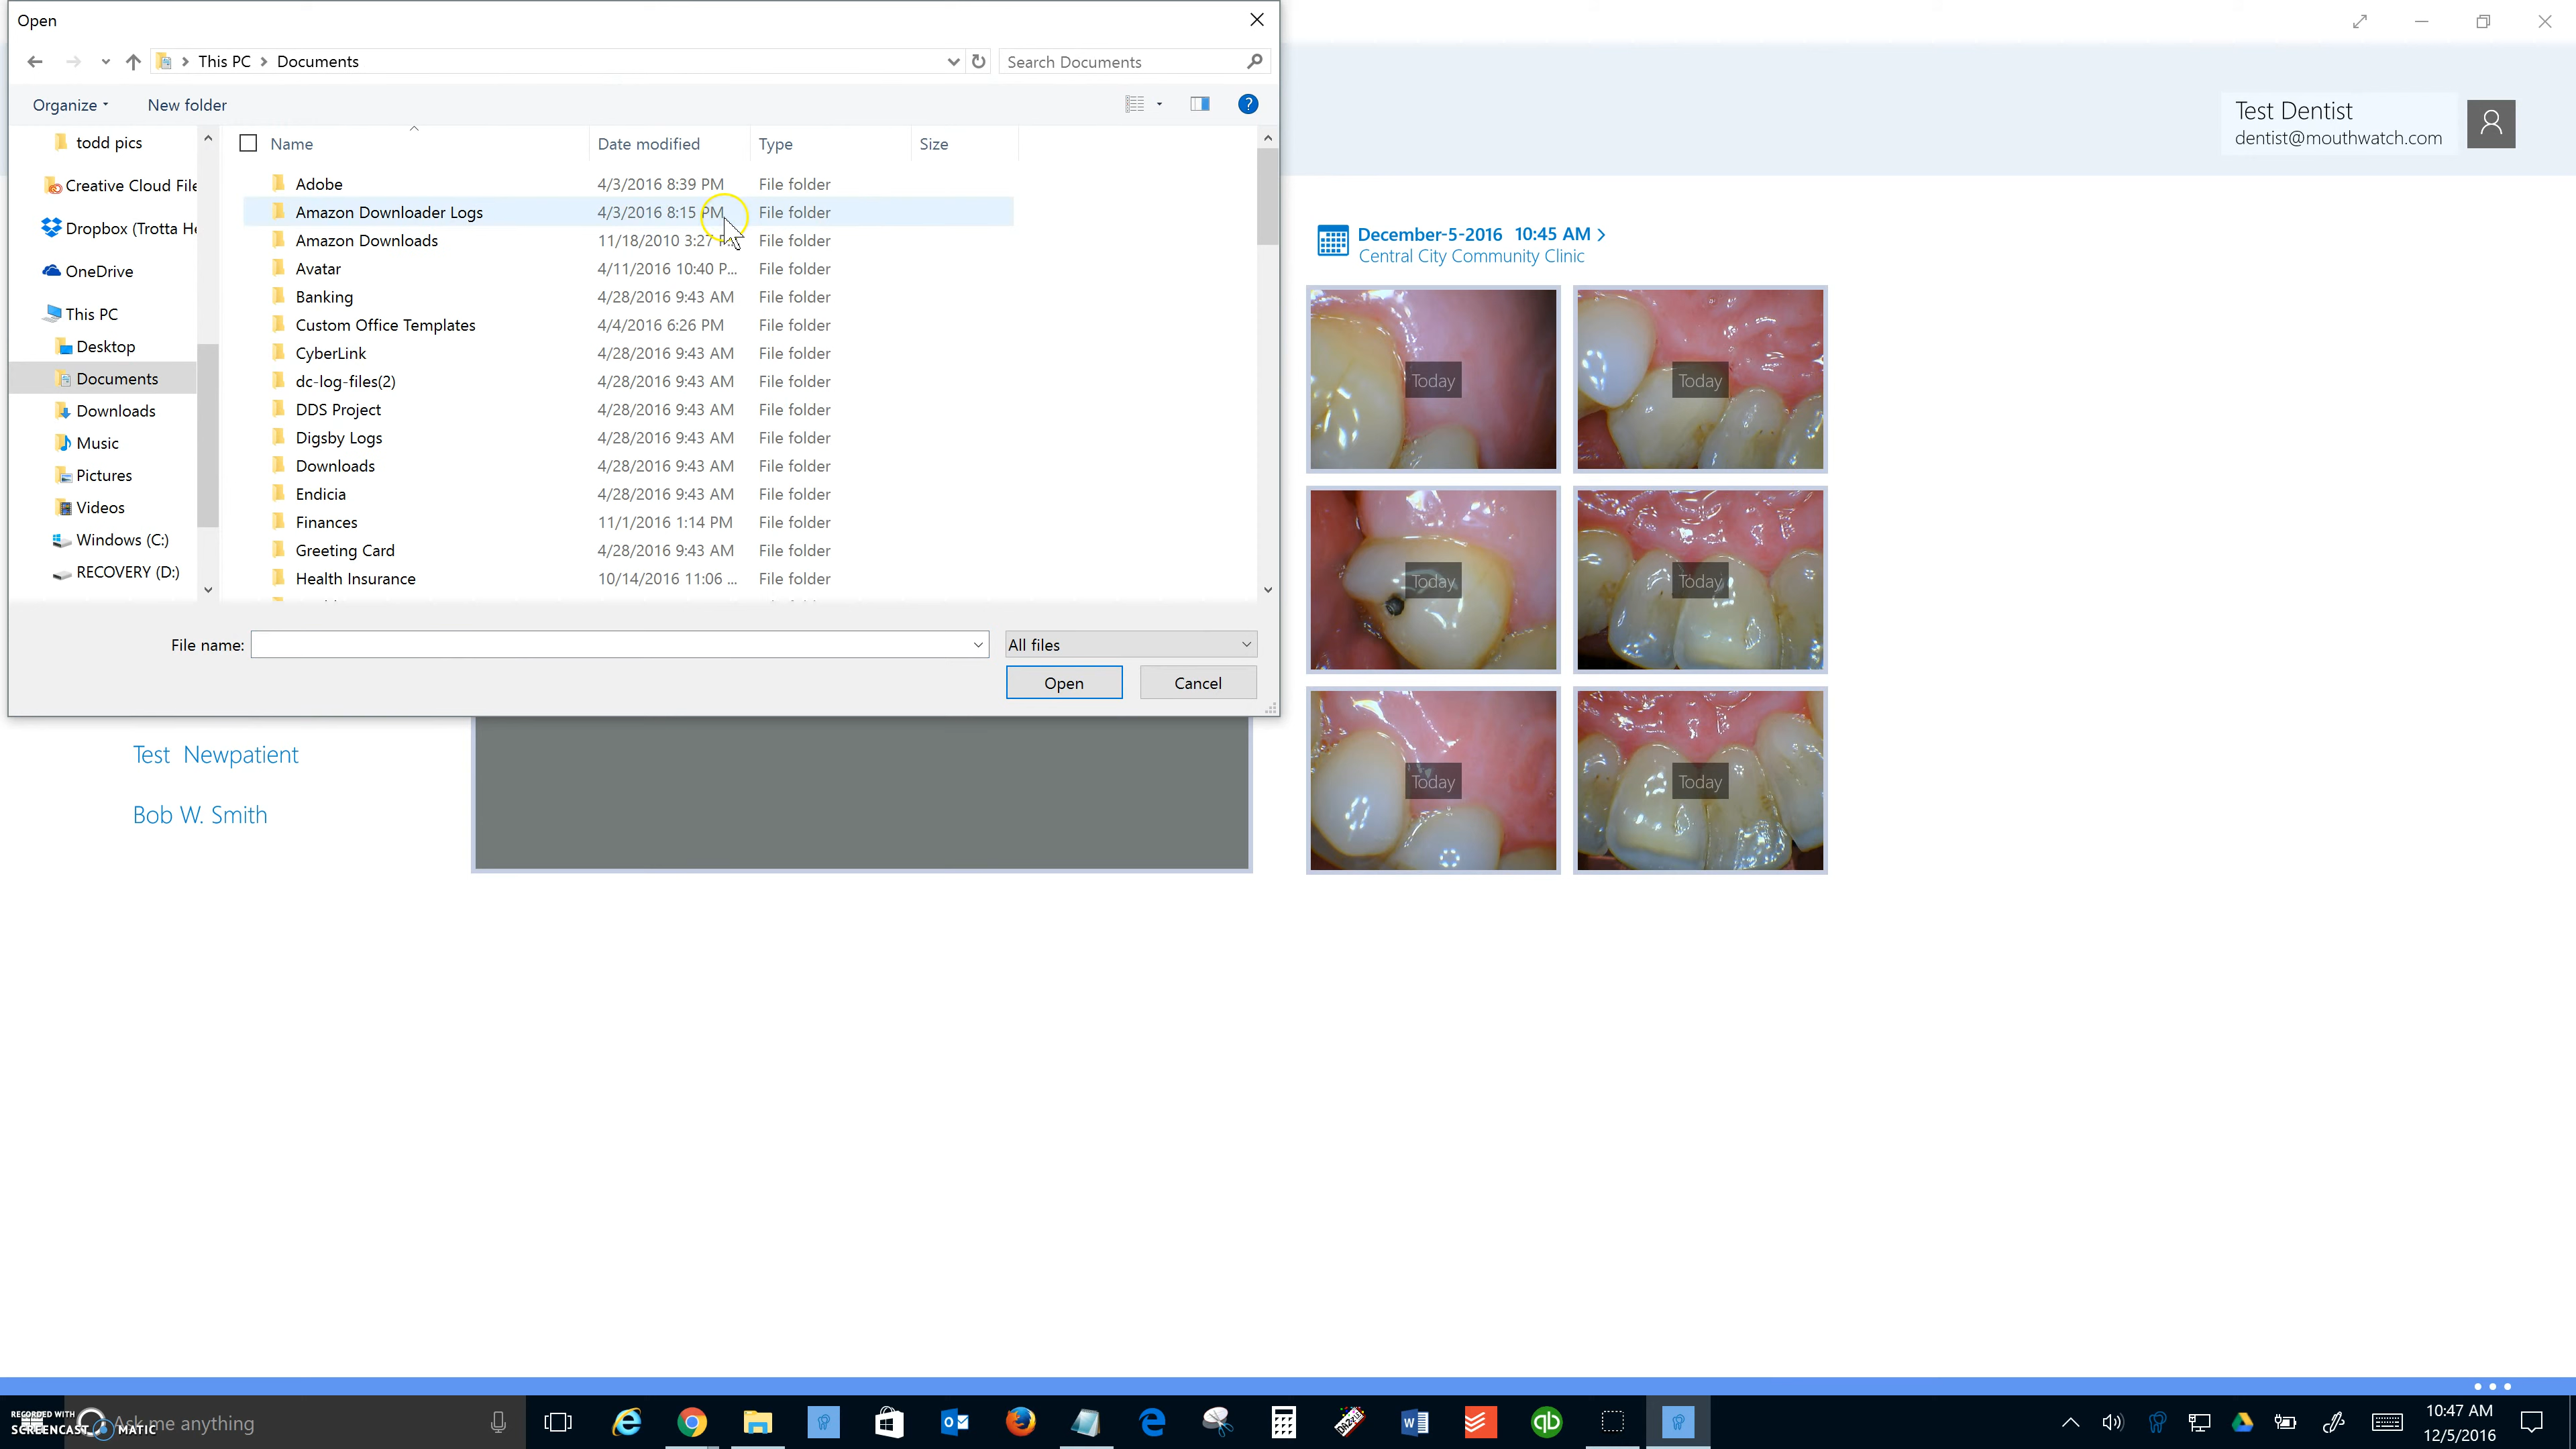 Open
This PC > Documents
Search Documents
Organize
New folder
Name
Date modified
Type
Size
todd pics
Creative Cloud File
Dropbox (Trotta He
OneDrive
This PC
Desktop
Documents
Downloads
Music
Pictures
Videos
Windows (C:)
RECOVERY (D:)
Adobe 4/3/2016 8:39 PM File folder
Amazon Downloader Logs 4/3/2016 8:15 PM File folder
Amazon Downloads 11/18/2010 3:27 File folder
Avatar 4/11/2016 10:40 P... File folder
Banking 4/28/2016 9:43 AM File folder
Custom Office Templates 4/4/2016 6:26 PM File folder
CyberLink 4/28/2016 9:43 AM File folder
dc-log-files(2) 4/28/2016 9:43 AM File folder
DDS Project 4/28/2016 9:43 AM File folder
Digsby Logs 4/28/2016 9:43 AM File folder
Downloads 4/28/2016 9:43 AM File folder
Endicia 4/28/2016 9:43 AM File folder
Finances 11/1/2016 1:14 PM File folder
Greeting Card 4/28/2016 9:43 AM File folder
Health Insurance 10/14/2016 11:06 ... File folder
File name:
All files
Open
Cancel
Test Dentist
dentist@mouthwatch.com
December-5-2016 10:45 AM >
Central City Community Clinic
Today
Today
Today
Today
Today
Today
Test Newpatient
Bob W. Smith
RECORDED WITH
SCREENCAST MATIC
Ask me anything
10:47 AM
12/5/2016